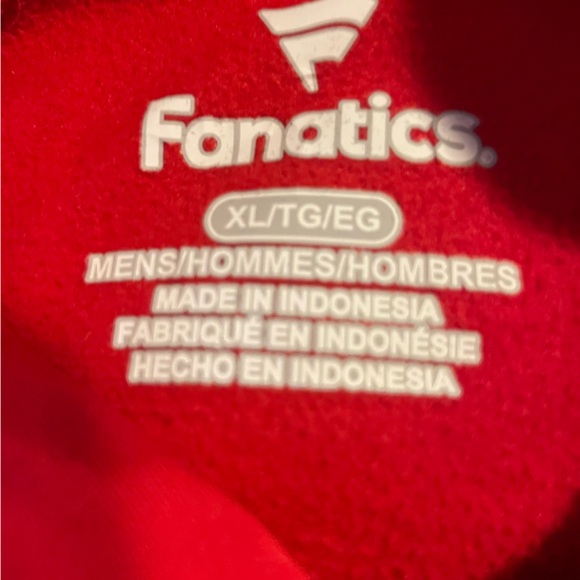 Fanatics.
XL/TG/EG
MENS/HOMMES/HOMBRES
MADE IN INDONESIA
FABRIQUÉ EN INDONÉSIE
HECHO EN INDONESIA